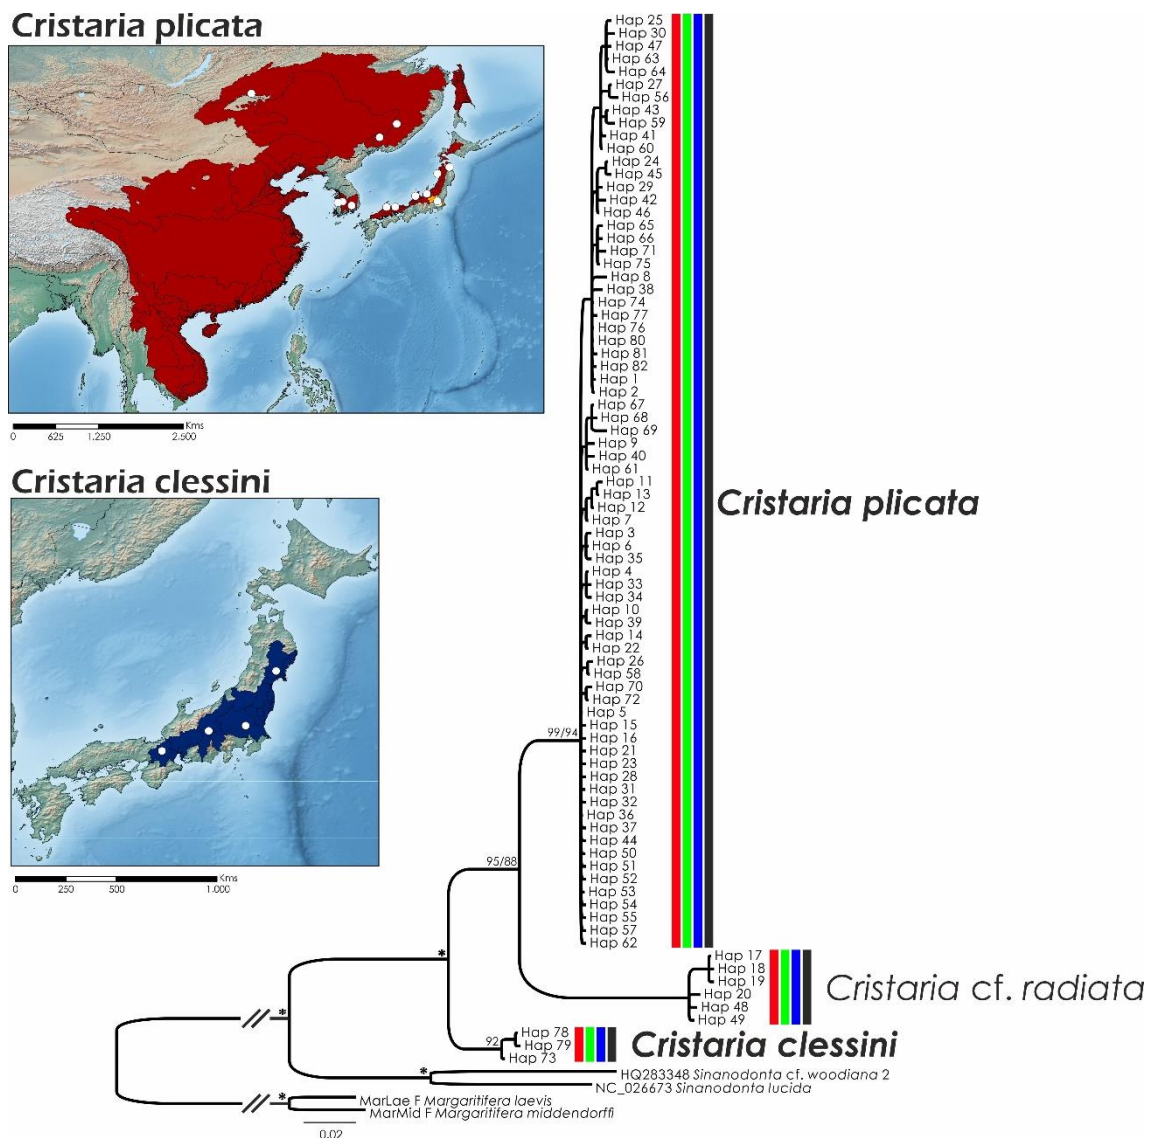 Cristaria plicata
0 625 1.250 2.500 Kms
Cristaria clessini
0 250 500 1.000 Kms
Hap 25
Hap 30
Hap 47
Hap 63
Hap 64
Hap 27
Hap 56
Hap 43
Hap 59
Hap 41
Hap 60
Hap 24
Hap 45
Hap 29
Hap 42
Hap 46
Hap 65
Hap 66
Hap 71
Hap 75
Hap 8
Hap 38
Hap 74
Hap 77
Hap 76
Hap 80
Hap 81
Hap 82
Hap 1
Hap 2
Hap 67
Hap 68
Hap 69
Hap 9
Hap 40
Hap 61
Hap 11
Hap 13
Hap 12
Hap 7
Hap 3
Hap 6
Hap 35
Hap 4
Hap 33
Hap 34
Hap 10
Hap 39
Hap 14
Hap 22
Hap 26
Hap 58
Hap 70
Hap 72
Hap 5
Hap 15
Hap 16
Hap 21
Hap 23
Hap 28
Hap 31
Hap 32
Hap 36
Hap 37
Hap 44
Hap 50
Hap 51
Hap 52
Hap 53
Hap 54
Hap 55
Hap 57
Hap 62
Cristaria plicata
99/94
95/88
*
*
Hap 17
Hap 18
Hap 19
Hap 20
Hap 48
Hap 49
Cristaria cf. radiata
92
Hap 78
Hap 79
Hap 73
Cristaria clessini
*
HQ283348 Sinanodonta cf. woodiana 2
NC_026673 Sinanodonta lucida
*
MarLae F Margaritifera laevis
MarMid F Margaritifera middendorffi
0.02